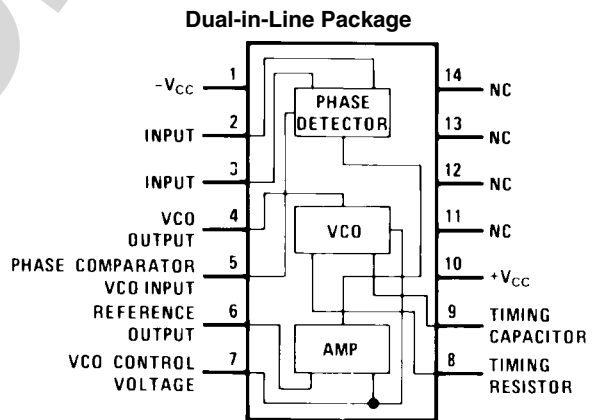 Dual-in-Line Package
1
-VCC
2
INPUT
3
INPUT
4
VCO
OUTPUT
5
PHASE COMPARATOR
VCO INPUT
6
REFERENCE
OUTPUT
7
VCO CONTROL
VOLTAGE
PHASE
DETECTOR
VCO
AMP
14
NC
13
NC
12
NC
11
NC
10
+VCC
9
TIMING
CAPACITOR
8
TIMING
RESISTOR